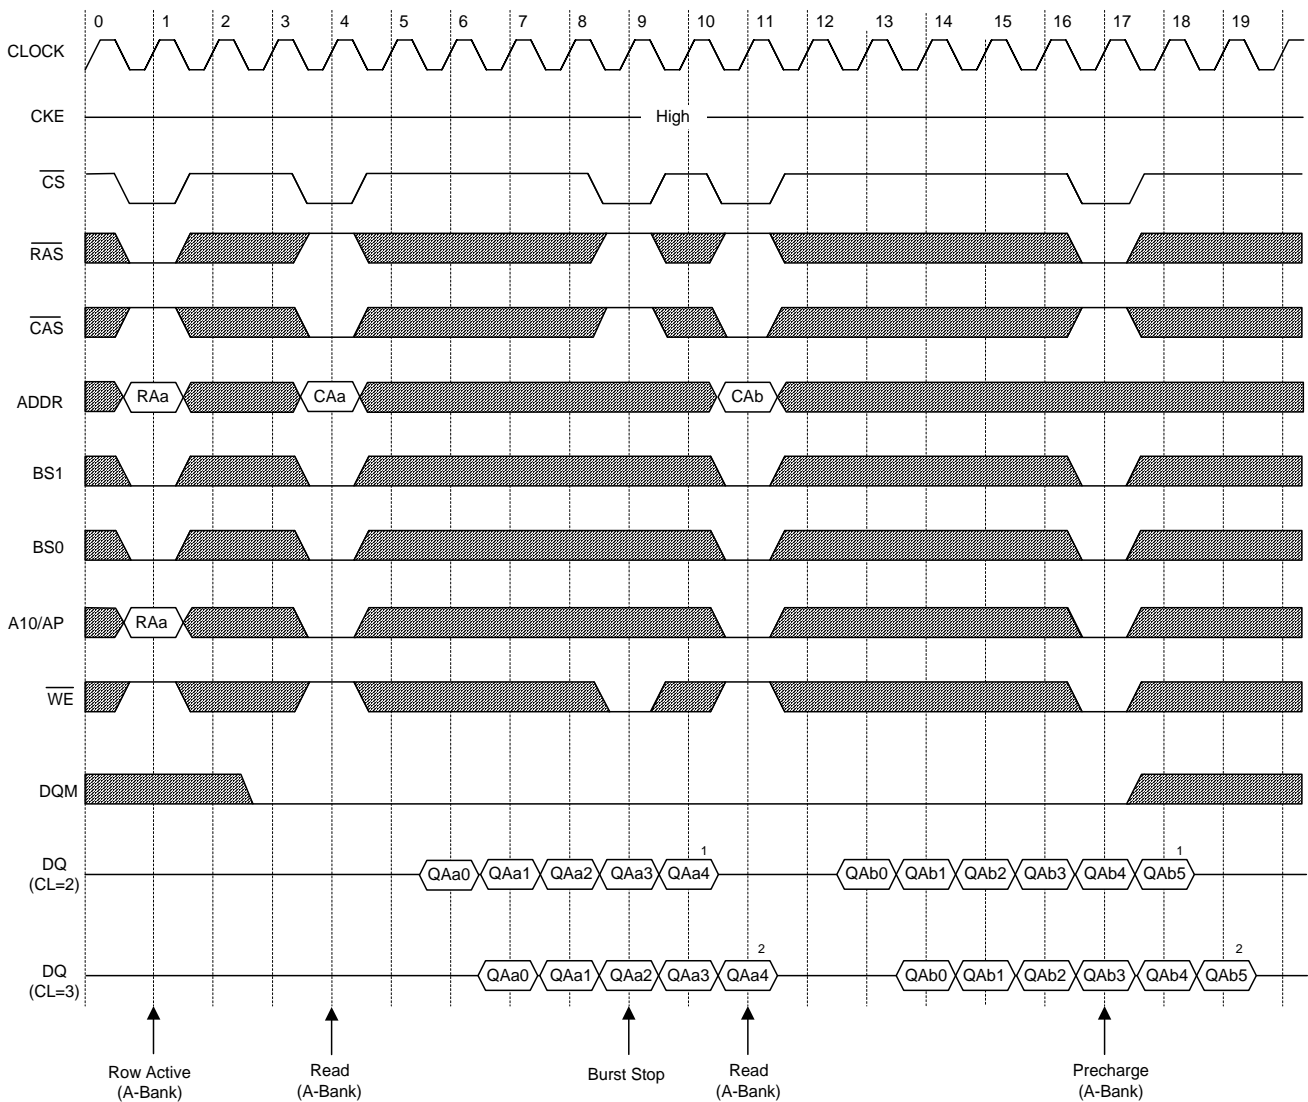 0 1 2 3 4 5 6 7 8 9 10 11 12 13 14 15 16 17 18 19
CLOCK
CKE High
CS
RAS
CAS
ADDR RAa CAa CAb
BS1
BS0
A10/AP RAa
WE
DQM
1 1
DQ
(CL=2) QAa0 QAa1 QAa2 QAa3 QAa4 QAb0 QAb1 QAb2 QAb3 QAb4 QAb5
2 2
DQ
(CL=3) QAa0 QAa1 QAa2 QAa3 QAa4 QAb0 QAb1 QAb2 QAb3 QAb4 QAb5
Row Active
(A-Bank)
Read
(A-Bank)
Burst Stop
Read
(A-Bank)
Precharge
(A-Bank)